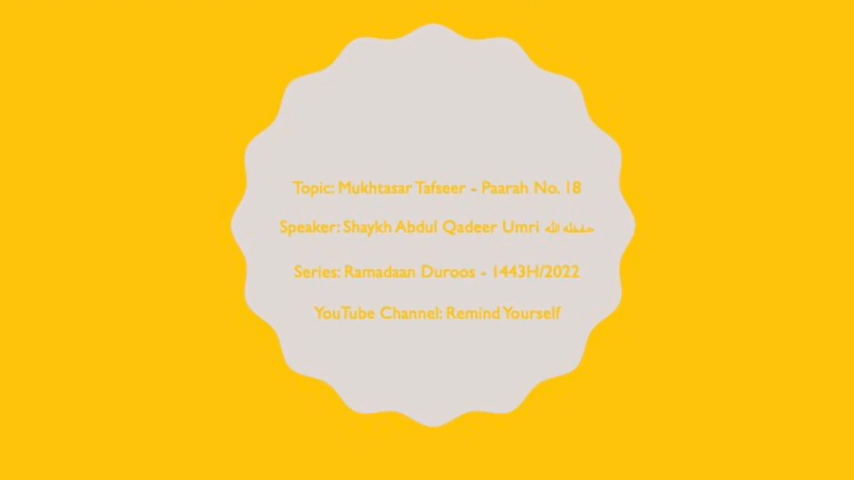 Topic: Mukhtasar Tafseer - Paarah No. 18
Speaker: Shaykh Abdul Qadeer Umri حفظه الله
Series: Ramadaan Duroos - 1443H/2022
YouTube Channel: Remind Yourself